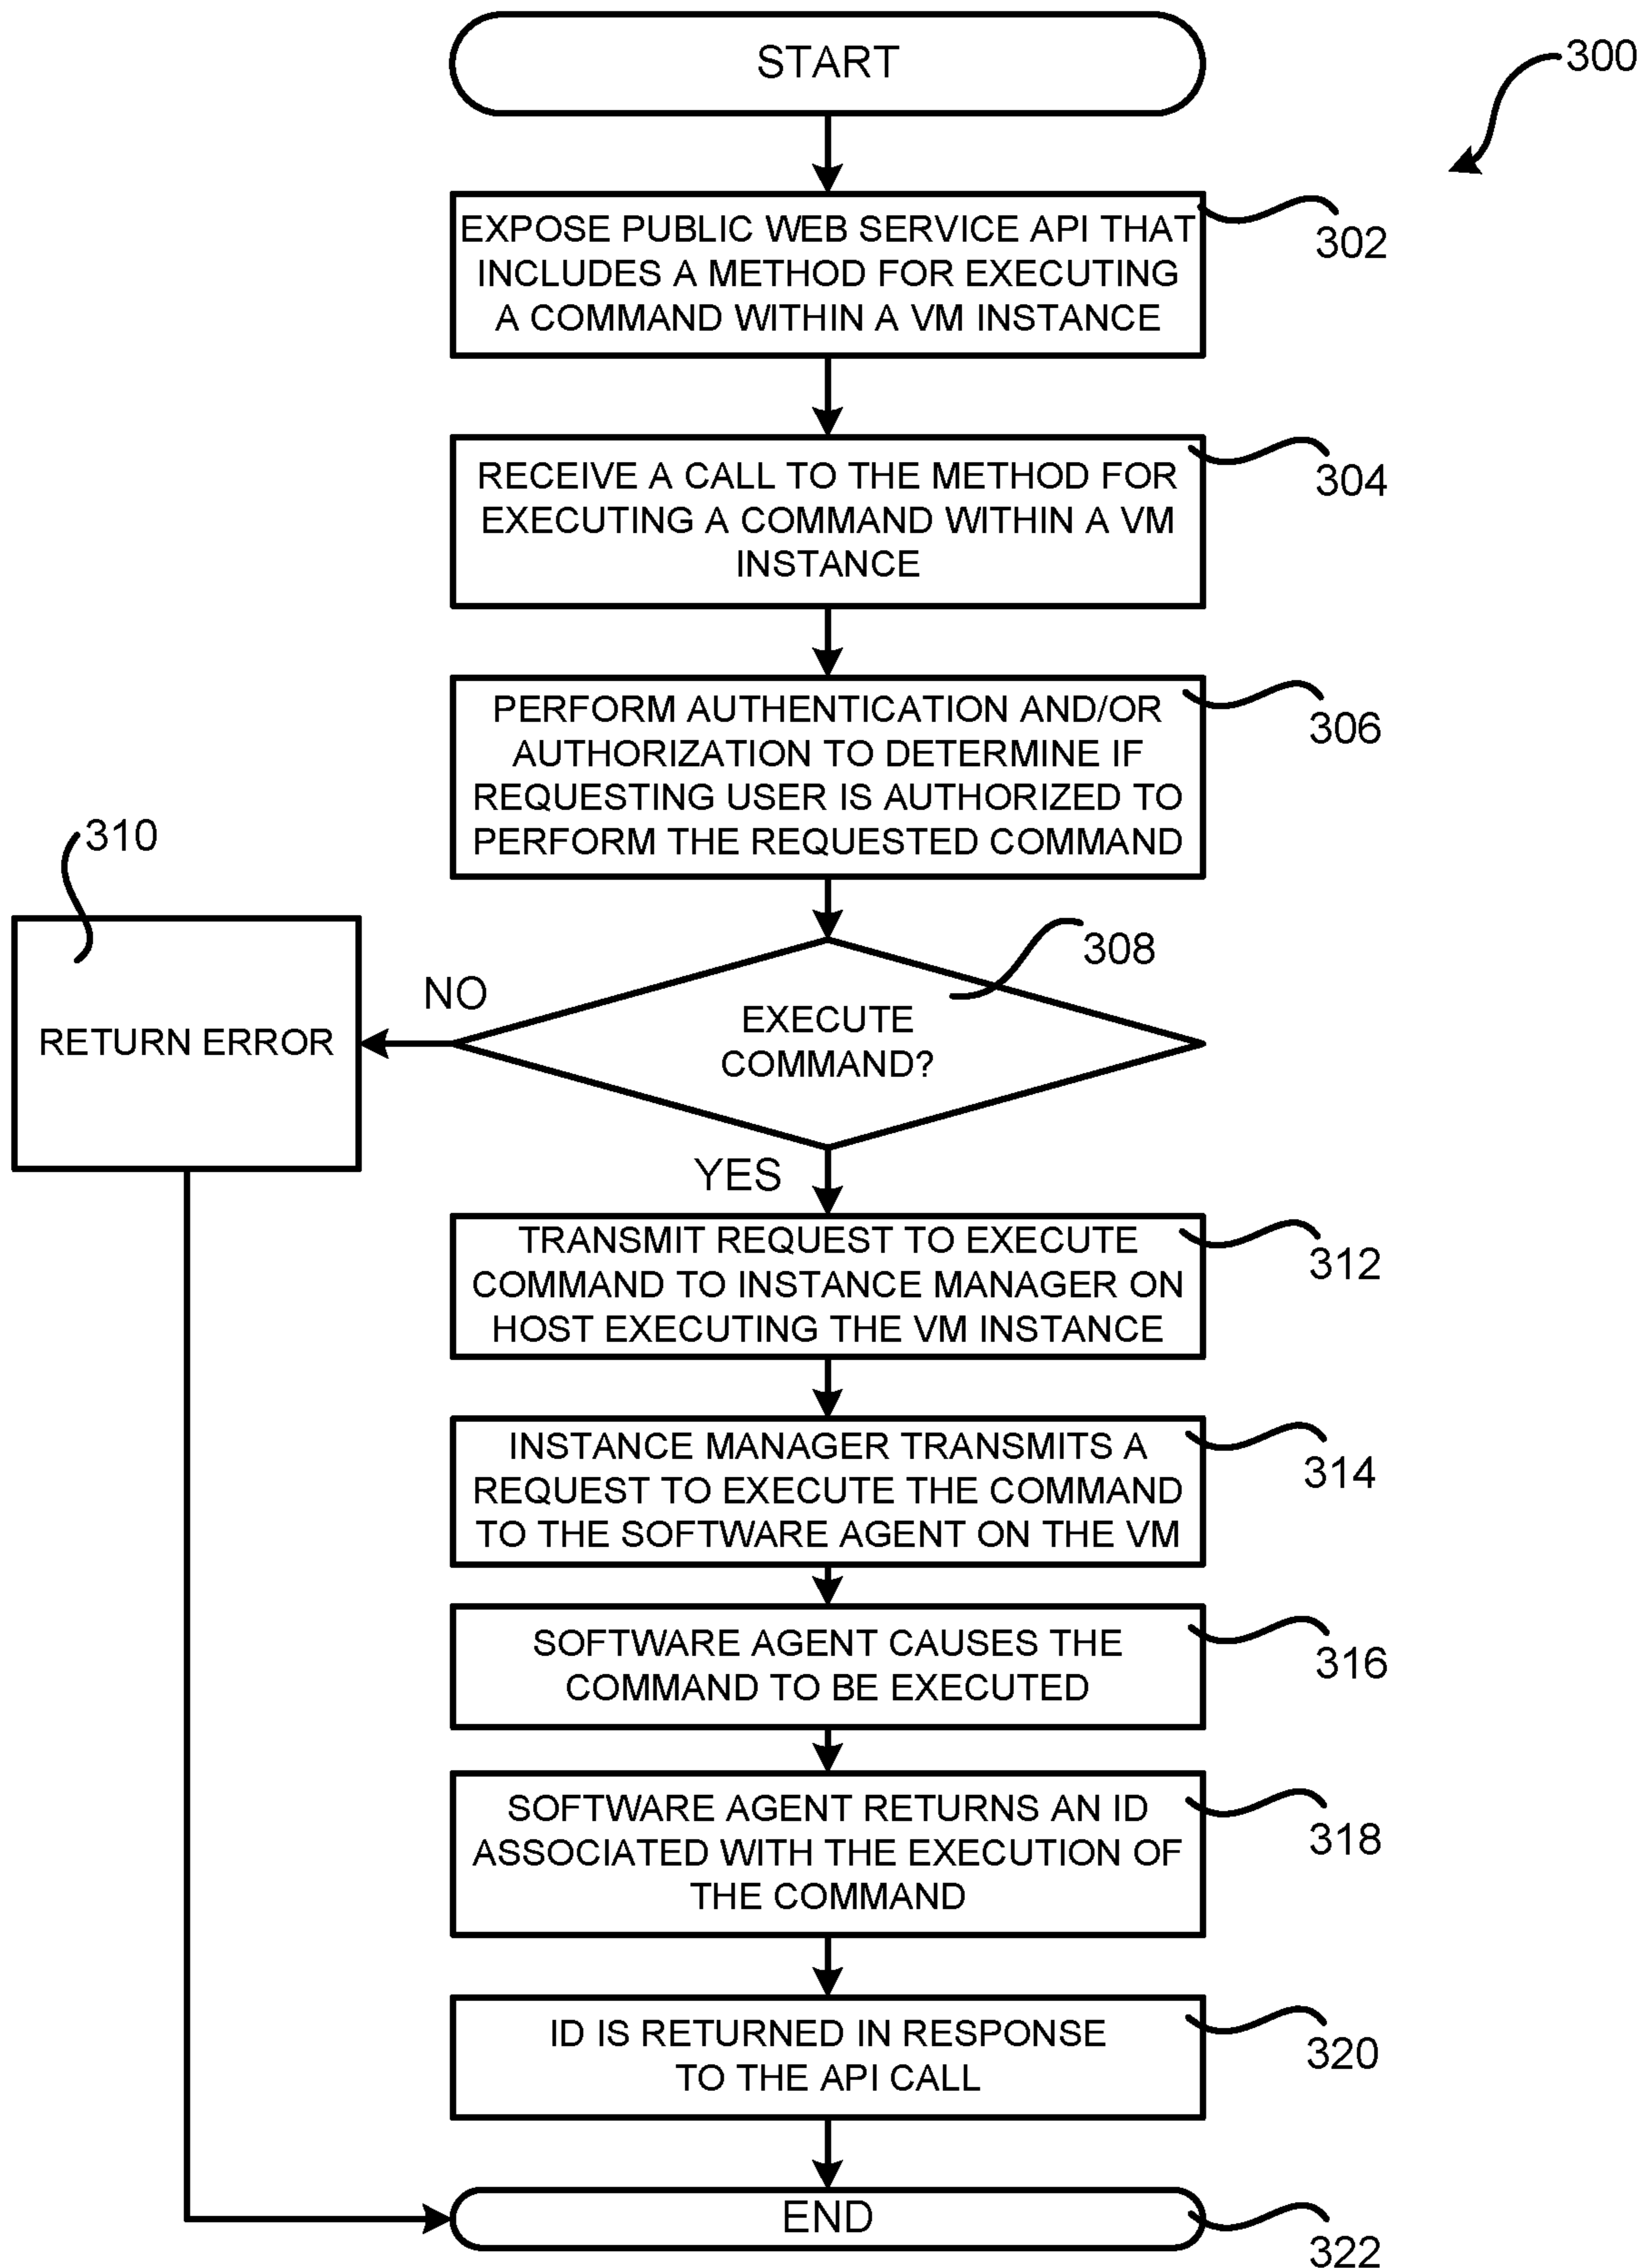 START
300
EXPOSE PUBLIC WEB SERVICE API THAT
INCLUDES A METHOD FOR EXECUTING
A COMMAND WITHIN A VM INSTANCE
302
RECEIVE A CALL TO THE METHOD FOR
EXECUTING A COMMAND WITHIN A VM
INSTANCE
304
PERFORM AUTHENTICATION AND/OR
AUTHORIZATION TO DETERMINE IF
REQUESTING USER IS AUTHORIZED TO
PERFORM THE REQUESTED COMMAND
306
310
RETURN ERROR
NO
EXECUTE
COMMAND?
308
YES
TRANSMIT REQUEST TO EXECUTE
COMMAND TO INSTANCE MANAGER ON
HOST EXECUTING THE VM INSTANCE
312
INSTANCE MANAGER TRANSMITS A
REQUEST TO EXECUTE THE COMMAND
TO THE SOFTWARE AGENT ON THE VM
314
SOFTWARE AGENT CAUSES THE
COMMAND TO BE EXECUTED
316
SOFTWARE AGENT RETURNS AN ID
ASSOCIATED WITH THE EXECUTION OF
THE COMMAND
318
ID IS RETURNED IN RESPONSE
TO THE API CALL
320
END
322